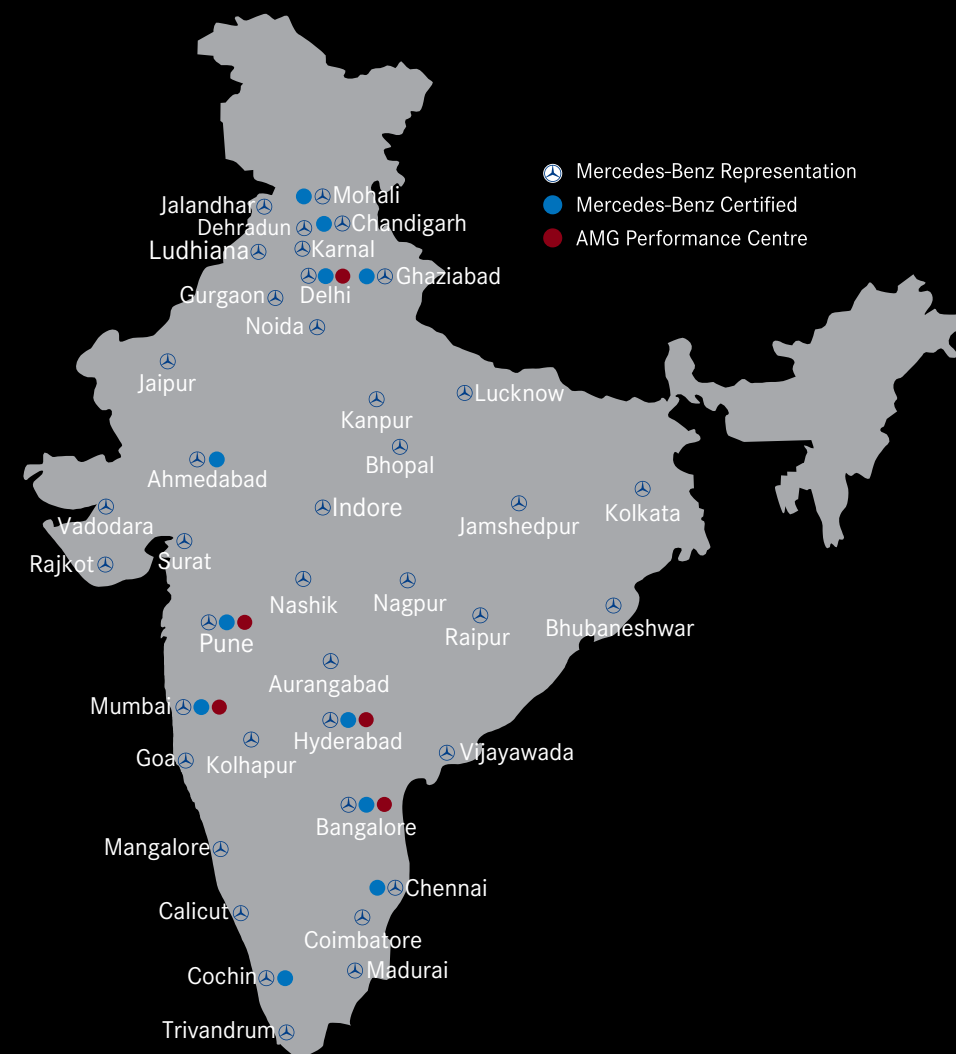 Mercedes-Benz Representation
Mercedes-Benz Certified
AMG Performance Centre
Mohali
Jalandhar
Chandigarh
Dehradun
Ludhiana
Karnal
Ghaziabad
Gurgaon
Delhi
Noida
Jaipur
Lucknow
Kanpur
Bhopal
Ahmedabad
Indore
Kolkata
Vadodara
Jamshedpur
Surat
Rajkot
Nashik
Nagpur
Bhubaneshwar
Raipur
Pune
Aurangabad
Mumbai
Hyderabad
Vijayawada
Goa
Kolhapur
Bangalore
Mangalore
Chennai
Calicut
Coimbatore
Madurai
Cochin
Trivandrum